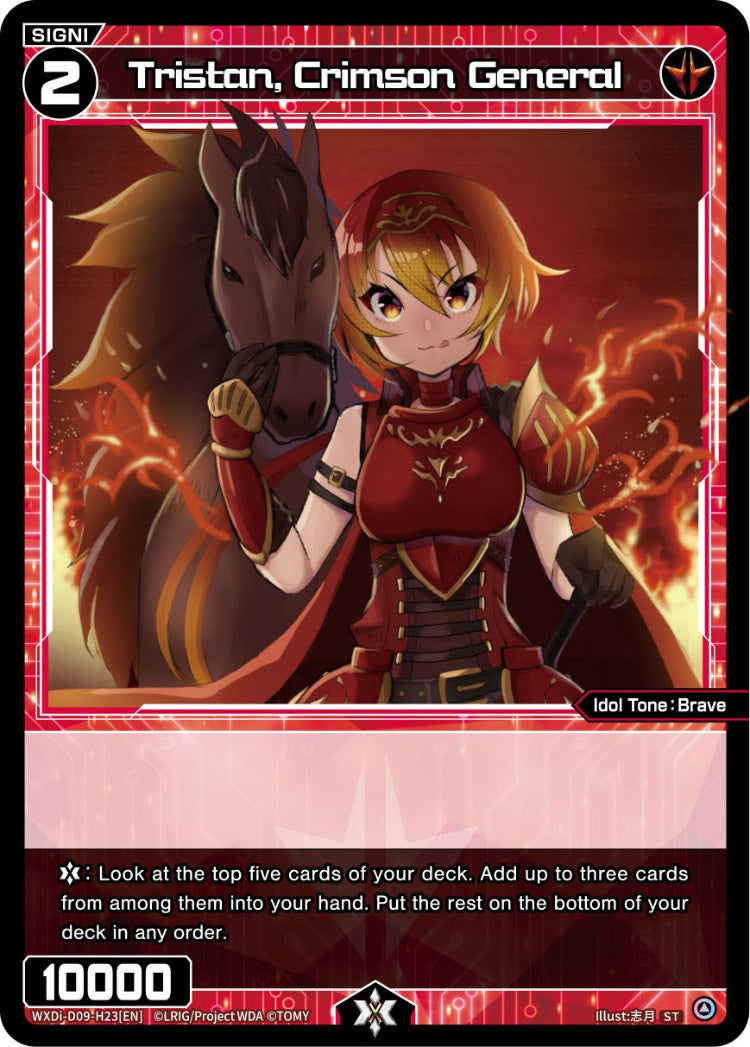 SIGNI
2
Tristan, Crimson General
Idol Tone:Brave
: Look at the top five cards of your deck. Add up to three cards
from among them into your hand. Put the rest on the bottom of your
deck in any order.
10000
WXDi-D09-H23[EN] ©LRIG/Project WDA ©TOMY
Illust:志月 ST